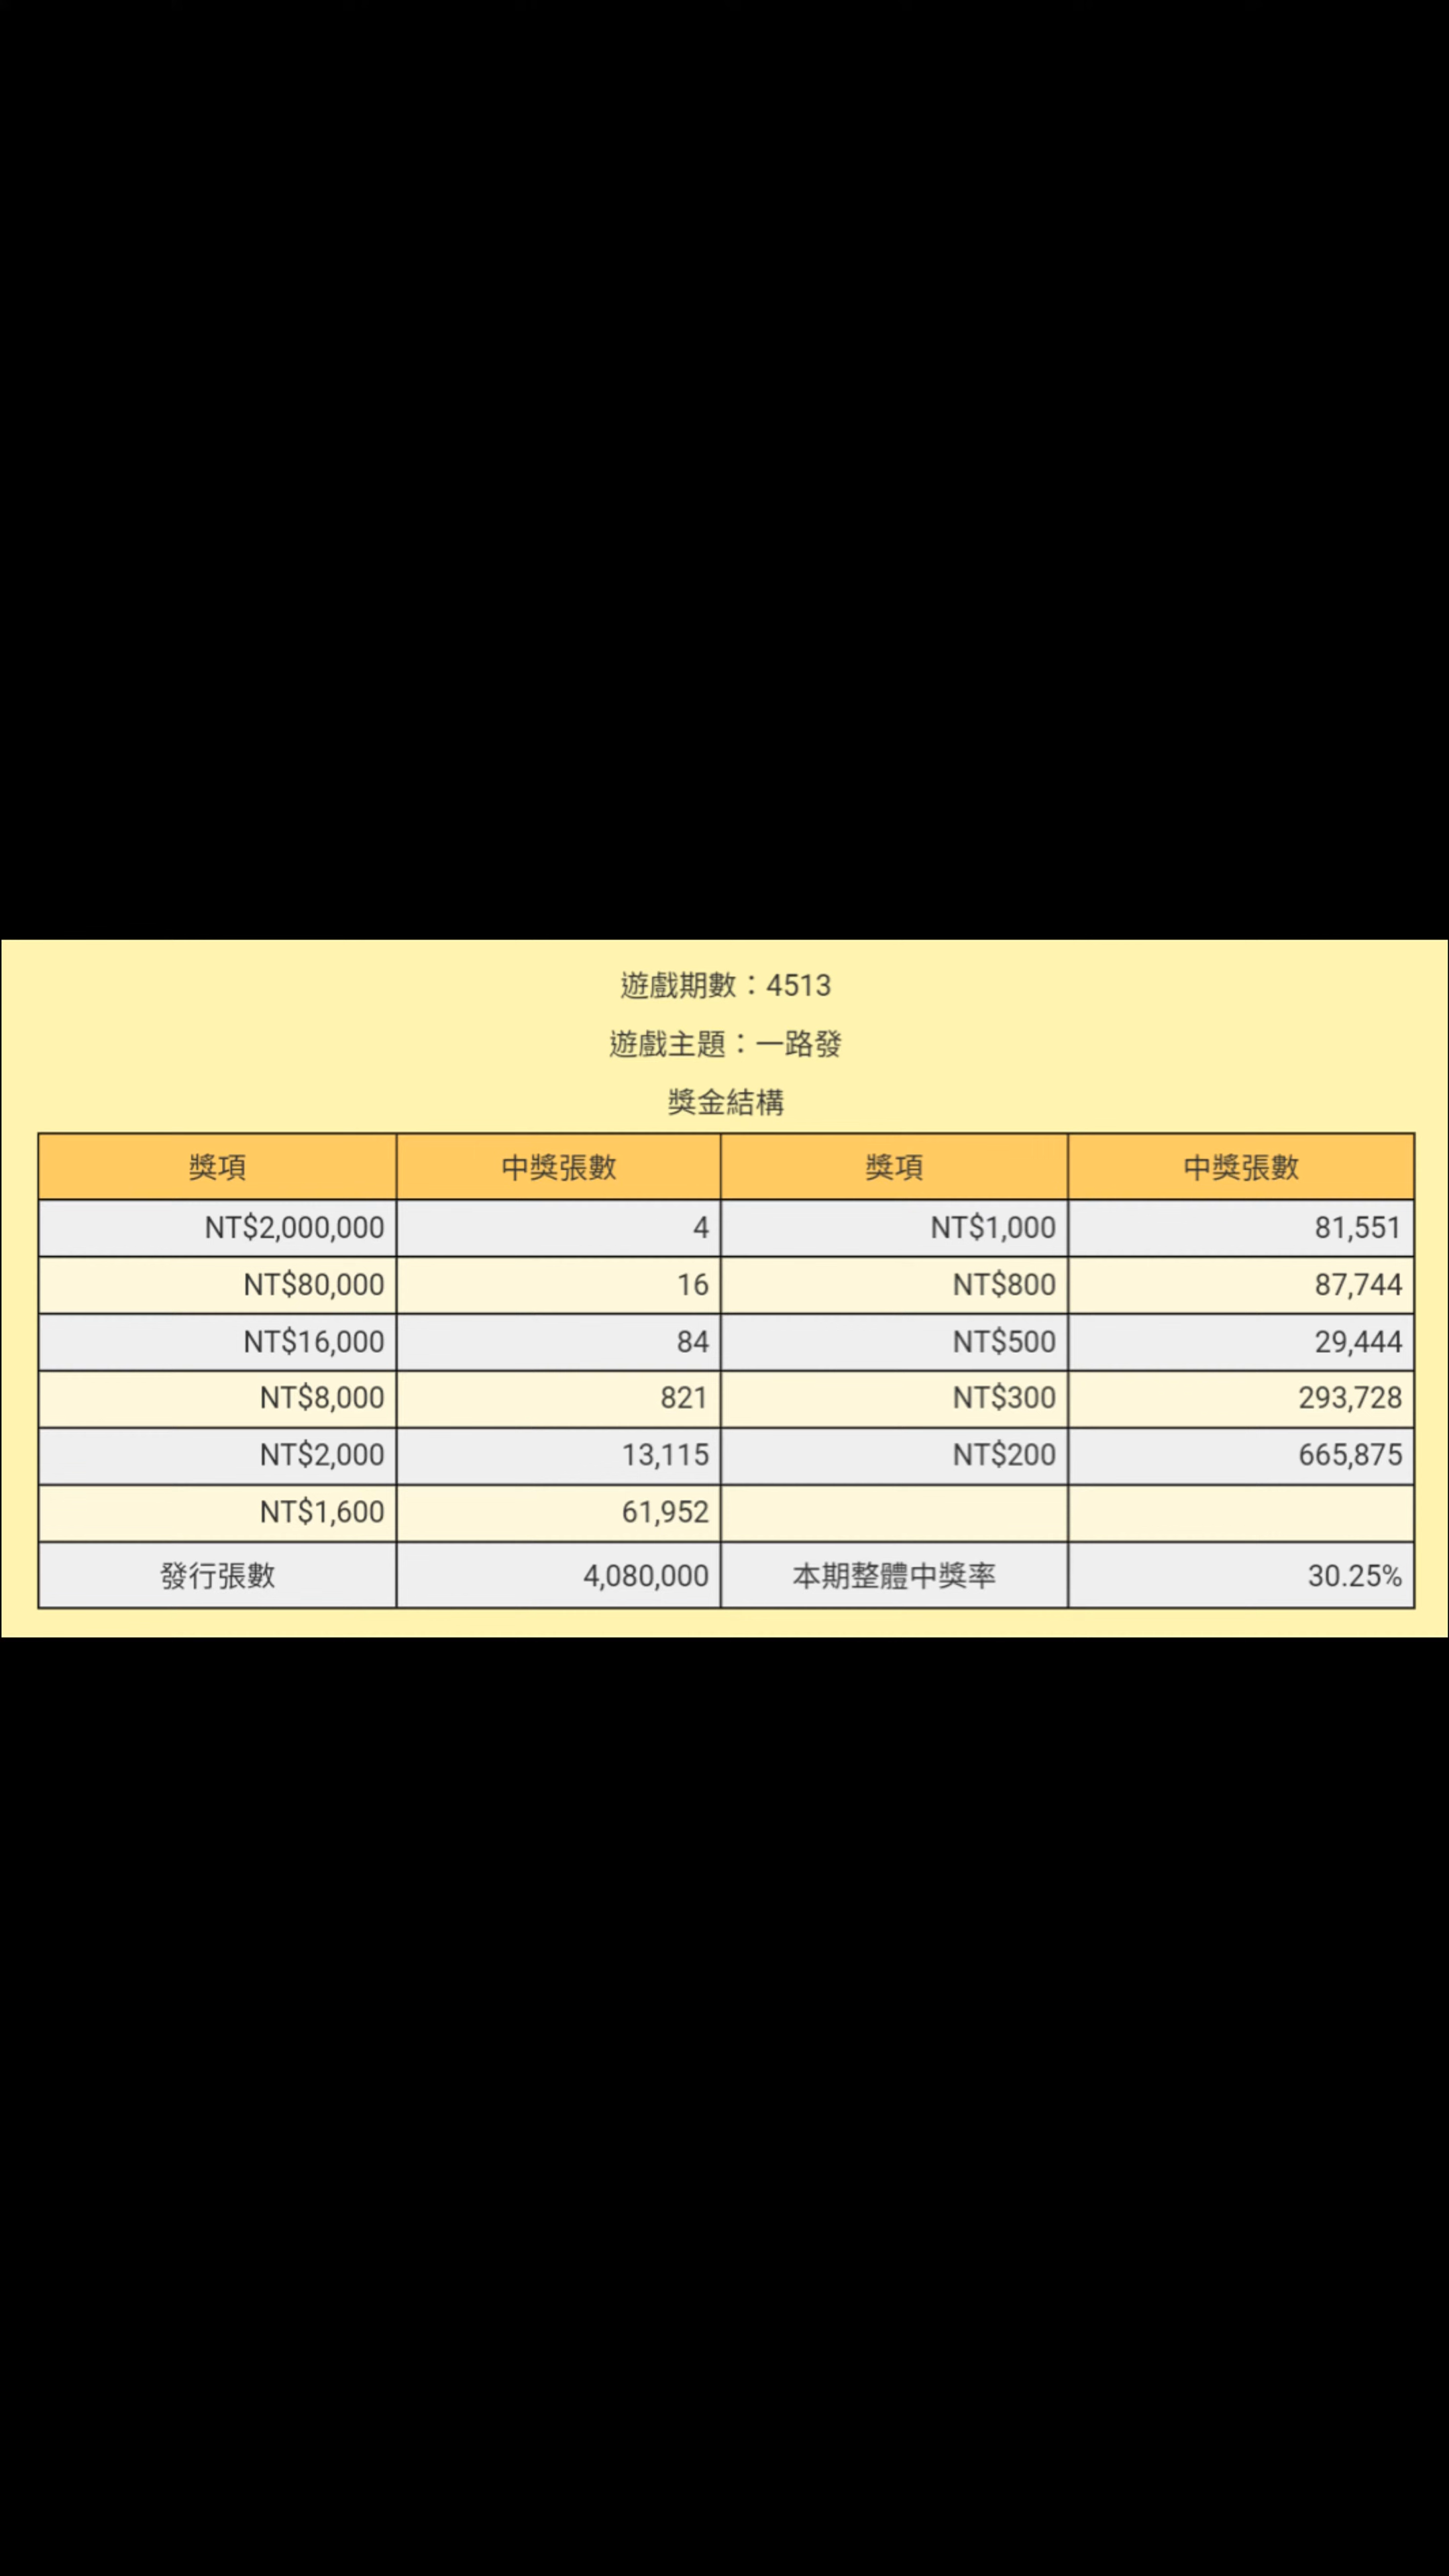 遊戲期數：4513
遊戲主題：一路發
獎金結構
獎項 中獎張數 獎項 中獎張數
NT$2,000,000 4 NT$1,000 81,551
NT$80,000 16 NT$800 87,744
NT$16,000 84 NT$500 29,444
NT$8,000 821 NT$300 293,728
NT$2,000 13,115 NT$200 665,875
NT$1,600 61,952
發行張數 4,080,000 本期整體中獎率 30.25%